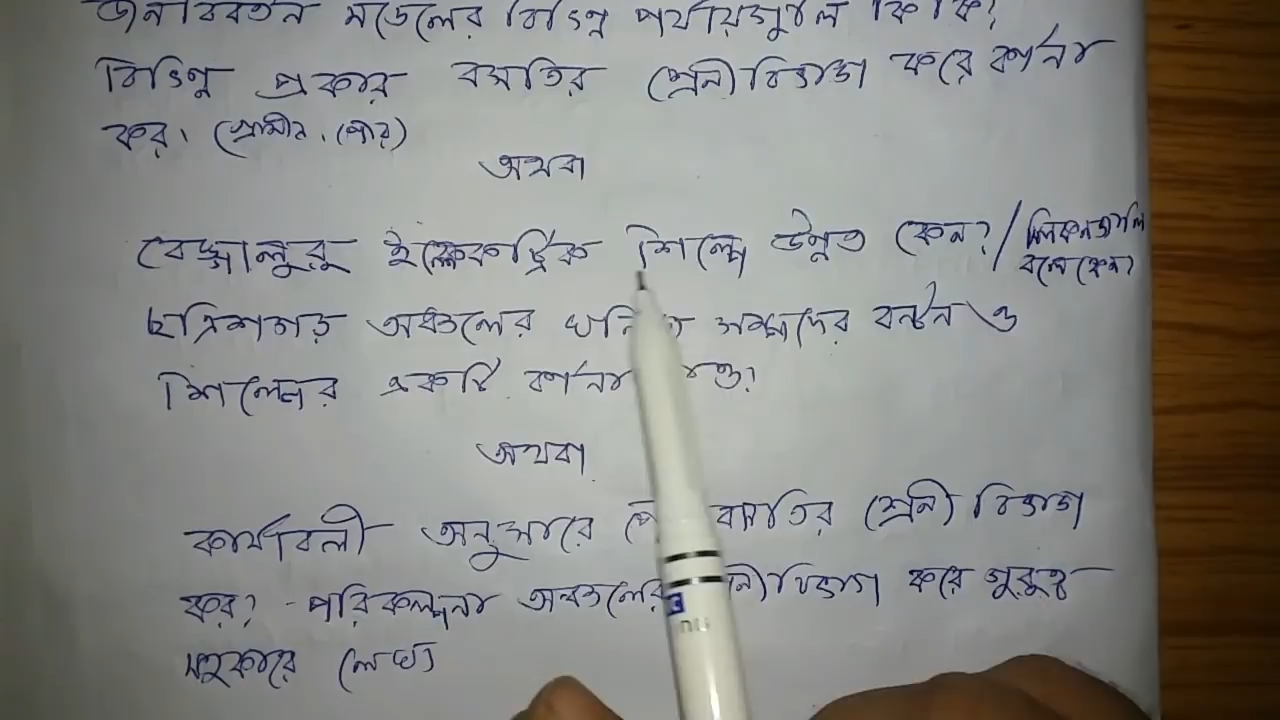 জনবিবর্তন মডেলের বিভিন্ন পর্যায়গুলি কি কি?
বিভিন্ন প্রকার বসতির শ্রেনীবিভাগ করে বর্ননা
কর। (গ্রামীন, পৌর)
অথবা
বেঙ্গালুরু ইলেকট্রিক শিল্পে উন্নত কেন? / সিলিকনভ্যালি
বলে কেন?
ছত্রিশগড় অঞ্চলের খনিজ সম্পদের বন্টন ও
শিল্পের একটি বর্ননা দাও?
অথবা
কার্যাবলী অনুসারে বসতির শ্রেনী বিভাগ
কর? পরিকল্পনা অঞ্চলের করে গুরুত্ব
সহকারে লেখ?